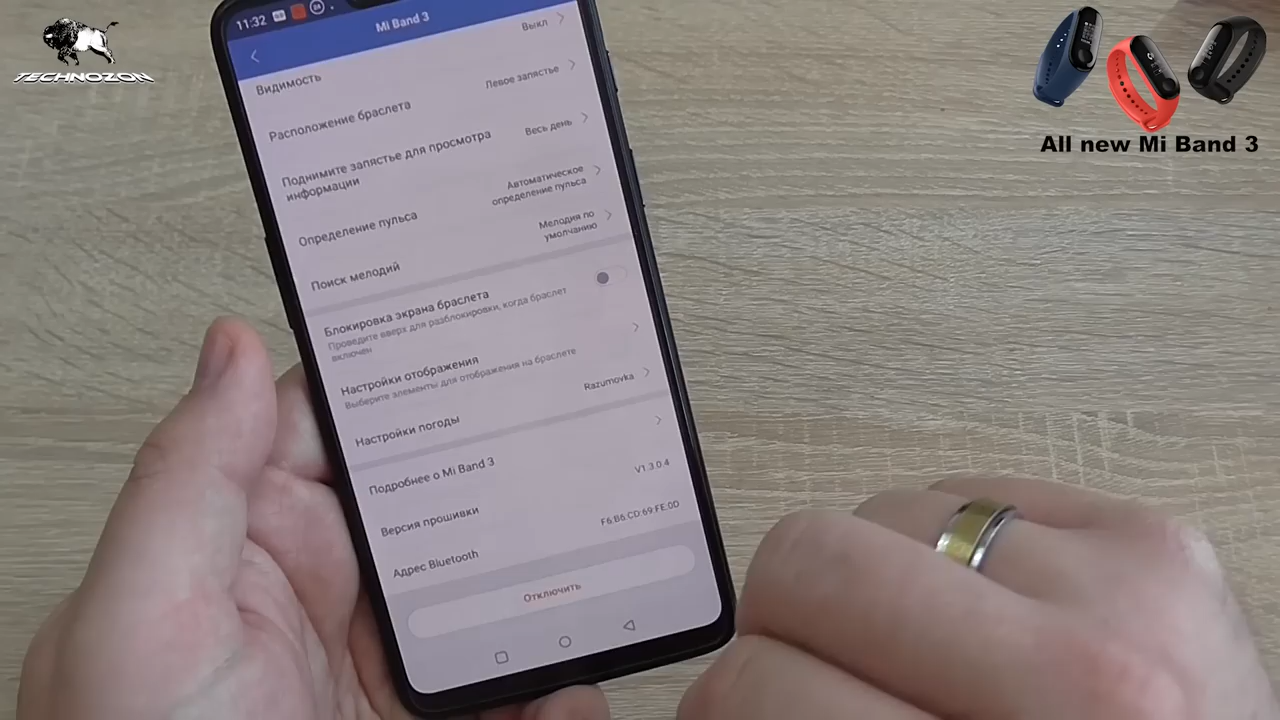 TECHNOZON
All new Mi Band 3
11:32
Mi Band 3
Видимость
Выкл
Расположение браслета
Левое запястье
Поднимите запястье для просмотра
информации
Весь день
Определение пульса
Автоматическое
определение пульса
Поиск мелодий
Мелодия по
умолчанию
Блокировка экрана браслета
Проведите вверх для разблокировки, когда браслет
включен
Настройки отображения
Выберите элементы для отображения на браслете
Настройки погоды
Razumovka
Подробнее о Mi Band 3
Версия прошивки
V1.3.0.4
Адрес Bluetooth
F6:B6:CD:69:FE:0D
Отключить